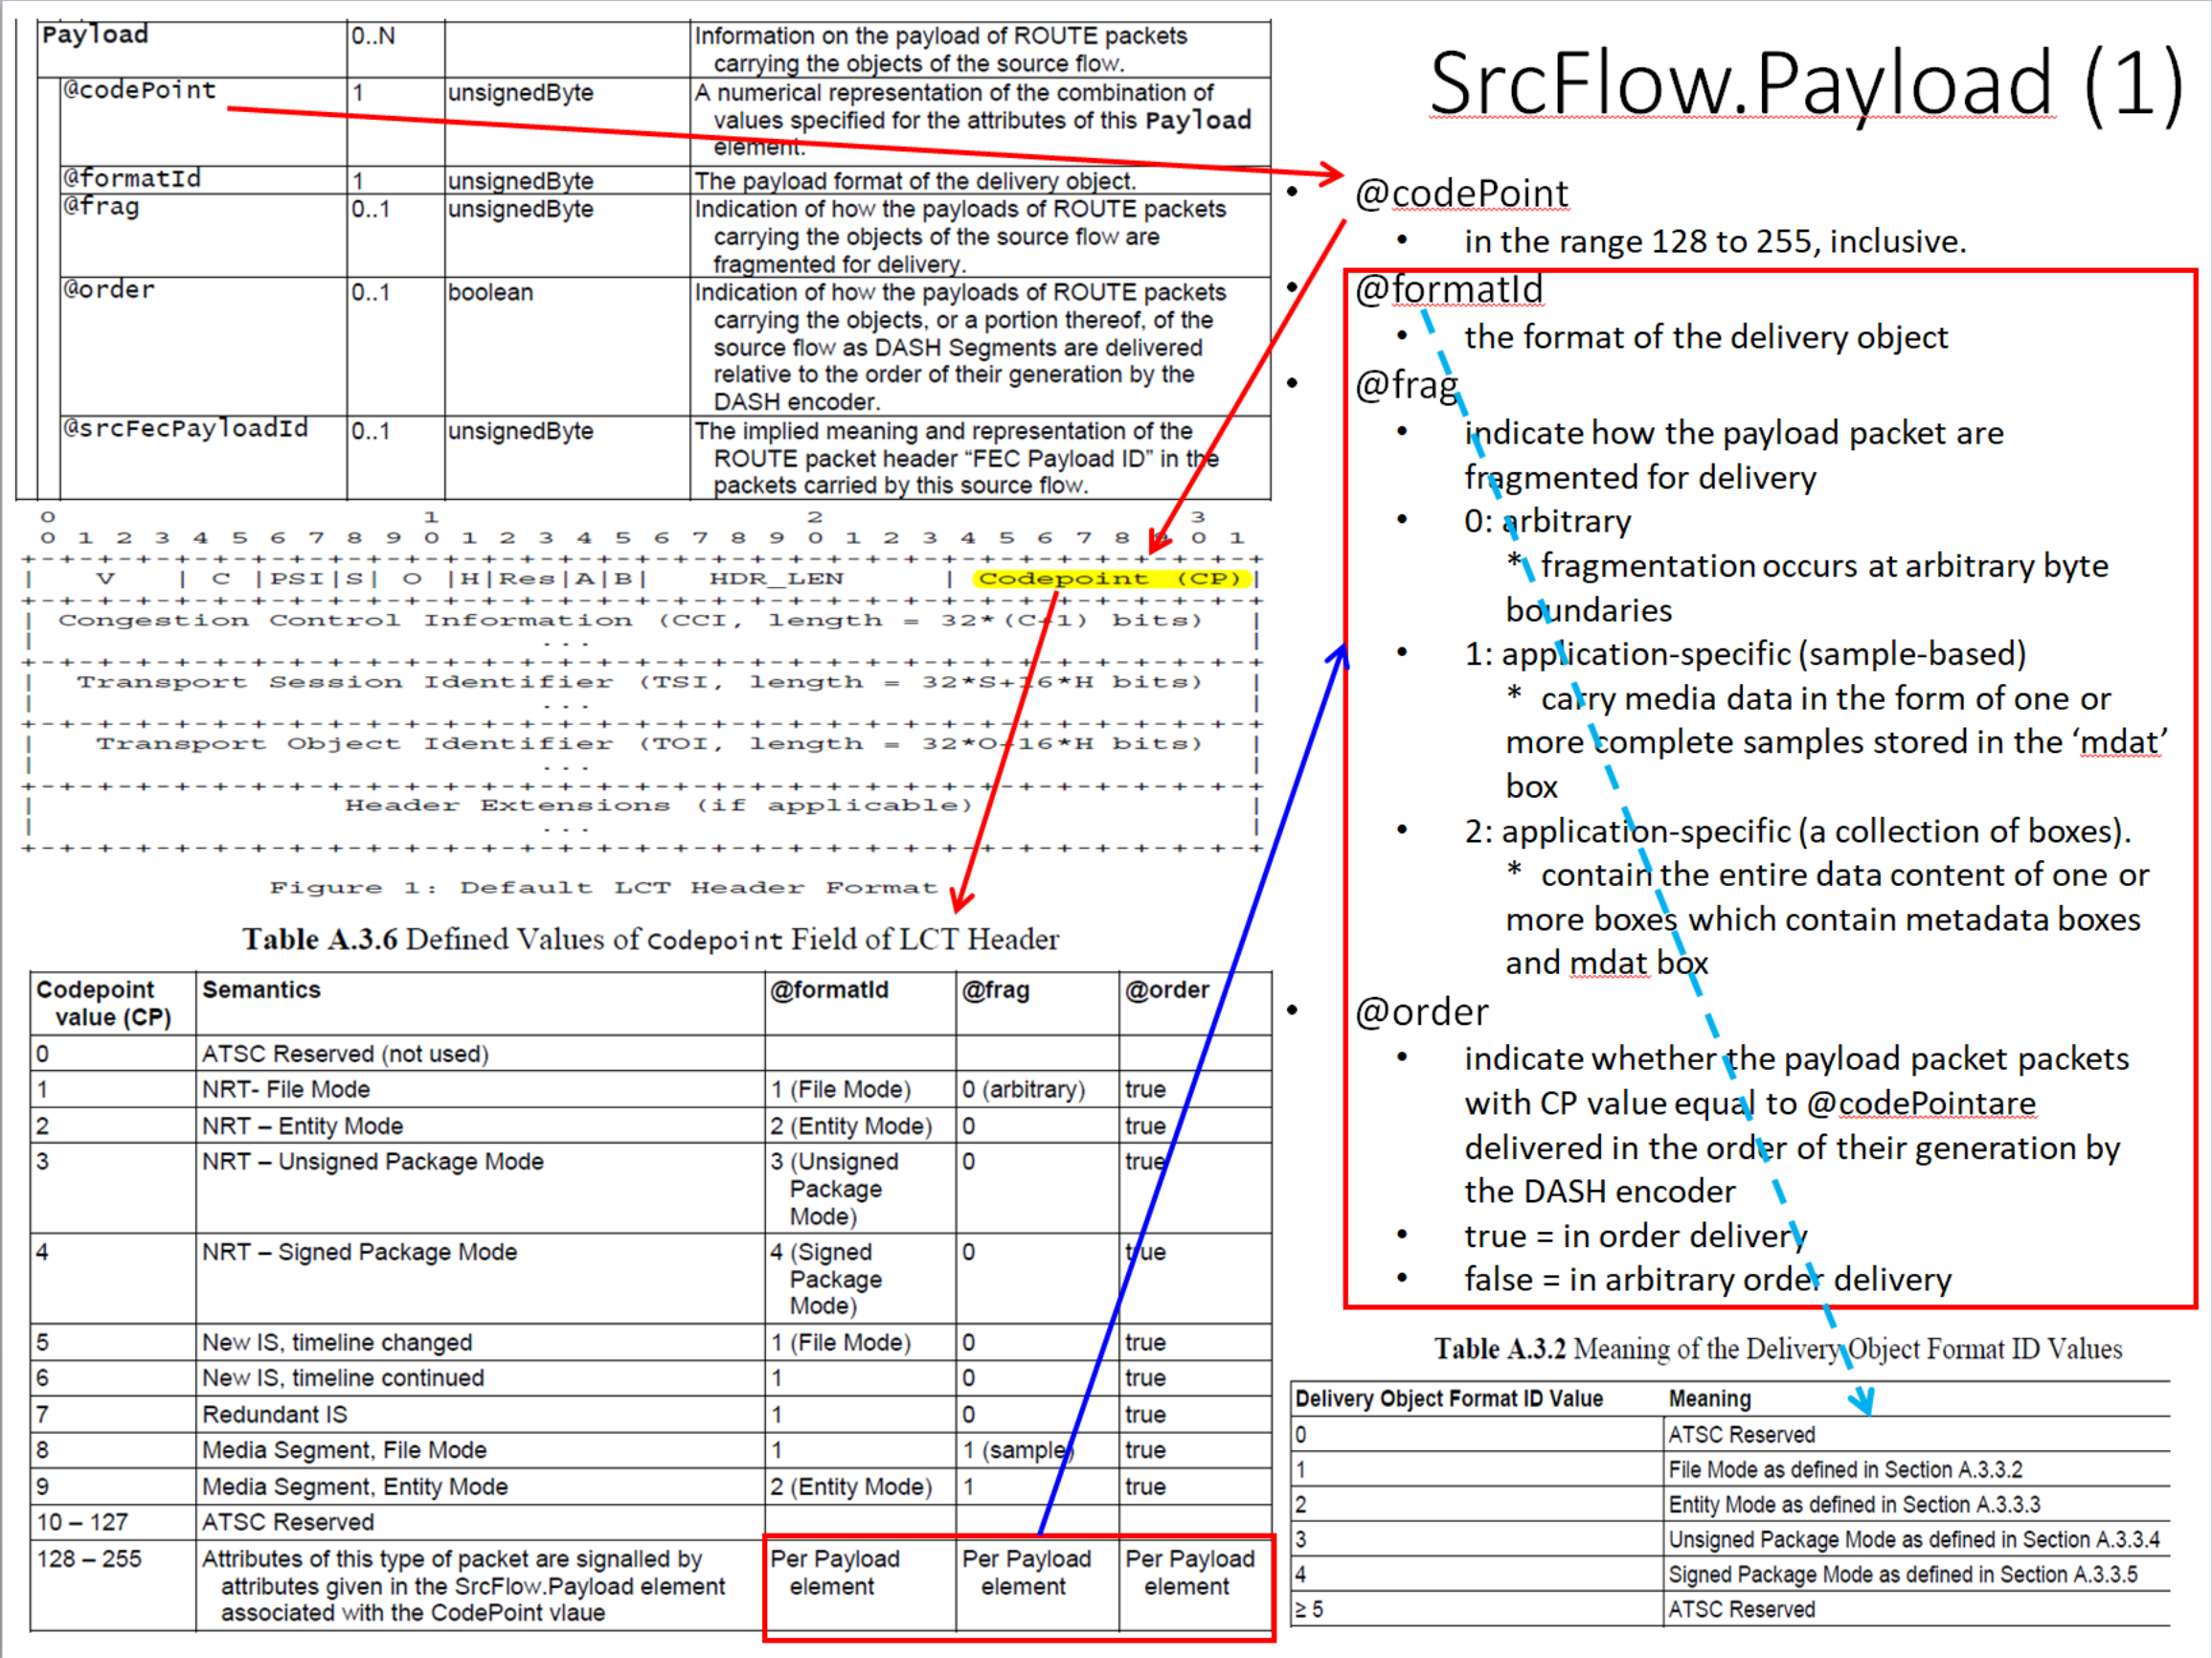 SrcFlow.Payload (1)
Payload 0..N Information on the payload of ROUTE packets
carrying the objects of the source flow.
@codePoint 1 unsignedByte A numerical representation of the combination of
values specified for the attributes of this Payload
element.
@formatId 1 unsignedByte The payload format of the delivery object.
@frag 0..1 unsignedByte Indication of how the payloads of ROUTE packets
carrying the objects of the source flow are
fragmented for delivery.
@order 0..1 boolean Indication of how the payloads of ROUTE packets
carrying the objects, or a portion thereof, of the
source flow as DASH Segments are delivered
relative to the order of their generation by the
DASH encoder.
@srcFecPayloadId 0..1 unsignedByte The implied meaning and representation of the
ROUTE packet header “FEC Payload ID” in the
packets carried by this source flow.
0 1 2 3
0 1 2 3 4 5 6 7 8 9 0 1 2 3 4 5 6 7 8 9 0 1 2 3 4 5 6 7 8 9 0 1
+-+-+-+-+-+-+-+-+-+-+-+-+-+-+-+-+-+-+-+-+-+-+-+-+-+-+-+-+-+-+-+-+
| V | C |PSI|S| O |H|Res|A|B| HDR_LEN | Codepoint (CP)|
+-+-+-+-+-+-+-+-+-+-+-+-+-+-+-+-+-+-+-+-+-+-+-+-+-+-+-+-+-+-+-+-+
| Congestion Control Information (CCI, length = 32*(C+1) bits) |
| ... |
+-+-+-+-+-+-+-+-+-+-+-+-+-+-+-+-+-+-+-+-+-+-+-+-+-+-+-+-+-+-+-+-+
| Transport Session Identifier (TSI, length = 32*S+16*H bits) |
| ... |
+-+-+-+-+-+-+-+-+-+-+-+-+-+-+-+-+-+-+-+-+-+-+-+-+-+-+-+-+-+-+-+-+
| Transport Object Identifier (TOI, length = 32*O+16*H bits) |
| ... |
+-+-+-+-+-+-+-+-+-+-+-+-+-+-+-+-+-+-+-+-+-+-+-+-+-+-+-+-+-+-+-+-+
| Header Extensions (if applicable) |
| ... |
+-+-+-+-+-+-+-+-+-+-+-+-+-+-+-+-+-+-+-+-+-+-+-+-+-+-+-+-+-+-+-+-+
Figure 1: Default LCT Header Format
Table A.3.6 Defined Values of Codepoint Field of LCT Header
Codepoint Semantics @formatId @frag @order
value (CP)
0 ATSC Reserved (not used)
1 NRT- File Mode 1 (File Mode) 0 (arbitrary) true
2 NRT – Entity Mode 2 (Entity Mode) 0 true
3 NRT – Unsigned Package Mode 3 (Unsigned 0 true
Package
Mode)
4 NRT – Signed Package Mode 4 (Signed 0 true
Package
Mode)
5 New IS, timeline changed 1 (File Mode) 0 true
6 New IS, timeline continued 1 0 true
7 Redundant IS 1 0 true
8 Media Segment, File Mode 1 1 (sample) true
9 Media Segment, Entity Mode 2 (Entity Mode) 1 true
10 – 127 ATSC Reserved
128 – 255 Attributes of this type of packet are signalled by Per Payload Per Payload Per Payload
attributes given in the SrcFlow.Payload element element element element
associated with the CodePoint vlaue
• @codePoint
• in the range 128 to 255, inclusive.
• @formatId
• the format of the delivery object
• @frag
• indicate how the payload packet are
fragmented for delivery
• 0: arbitrary
* fragmentation occurs at arbitrary byte
boundaries
• 1: application-specific (sample-based)
* carry media data in the form of one or
more complete samples stored in the ‘mdat’
box
• 2: application-specific (a collection of boxes).
* contain the entire data content of one or
more boxes which contain metadata boxes
and mdat box
• @order
• indicate whether the payload packet packets
with CP value equal to @codePointare
delivered in the order of their generation by
the DASH encoder
• true = in order delivery
• false = in arbitrary order delivery
Table A.3.2 Meaning of the Delivery Object Format ID Values
Delivery Object Format ID Value Meaning
0 ATSC Reserved
1 File Mode as defined in Section A.3.3.2
2 Entity Mode as defined in Section A.3.3.3
3 Unsigned Package Mode as defined in Section A.3.3.4
4 Signed Package Mode as defined in Section A.3.3.5
≥ 5 ATSC Reserved